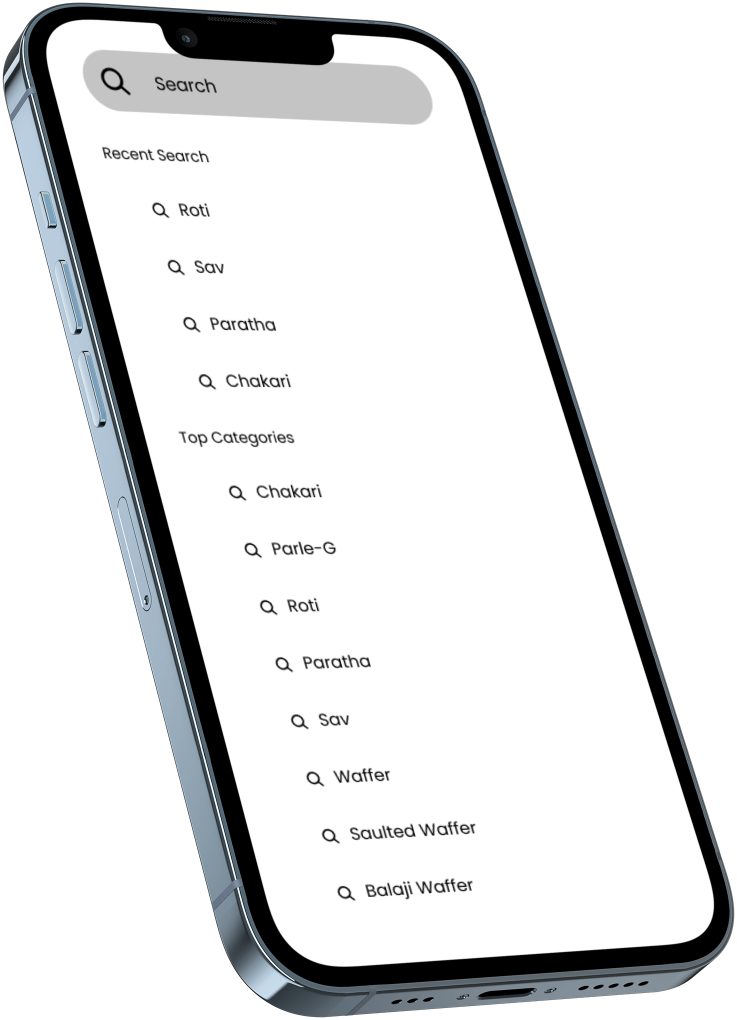 Search
Recent Search
Roti
Sav
Paratha
Chakari
Top Categories
Chakari
Parle-G
Roti
Paratha
Sav
Waffer
Saulted Waffer
Balaji Waffer